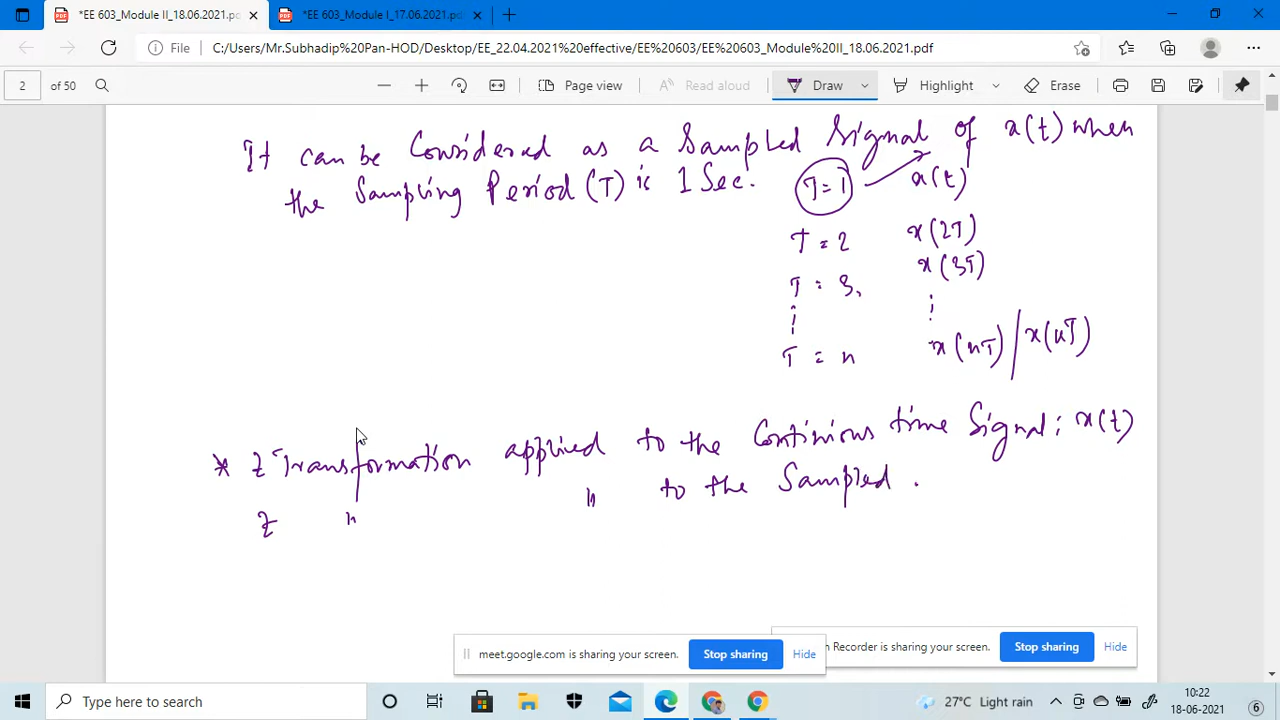 *EE 603_Module II_18.06.2021.pd
*EE 603_Module I_17.06.2021.pdf
File
C:/Users/Mr.Subhadip%20Pan-HOD/Desktop/EE_22.04.2021%20effective/EE%20603/EE%20603_Module%20II_18.06.2021.pdf
2 of 50
Page view
Read aloud
Draw
Highlight
Erase
It can be Considered as a Sampled Signal of x(t) when
the Sampling Period (T) is 1 Sec.
T = 1 x(t)
T = 2 x(2T)
T = 3, x(3T)
T = n x(nT) / x(kT)
* Z Transformation applied to the Continious time Signal; x(t)
Z " " to the Sampled .
meet.google.com is sharing your screen.
Stop sharing
Hide
n Recorder is sharing your screen.
Stop sharing
Hide
Type here to search
27°C Light rain
10:22
18-06-2021
6